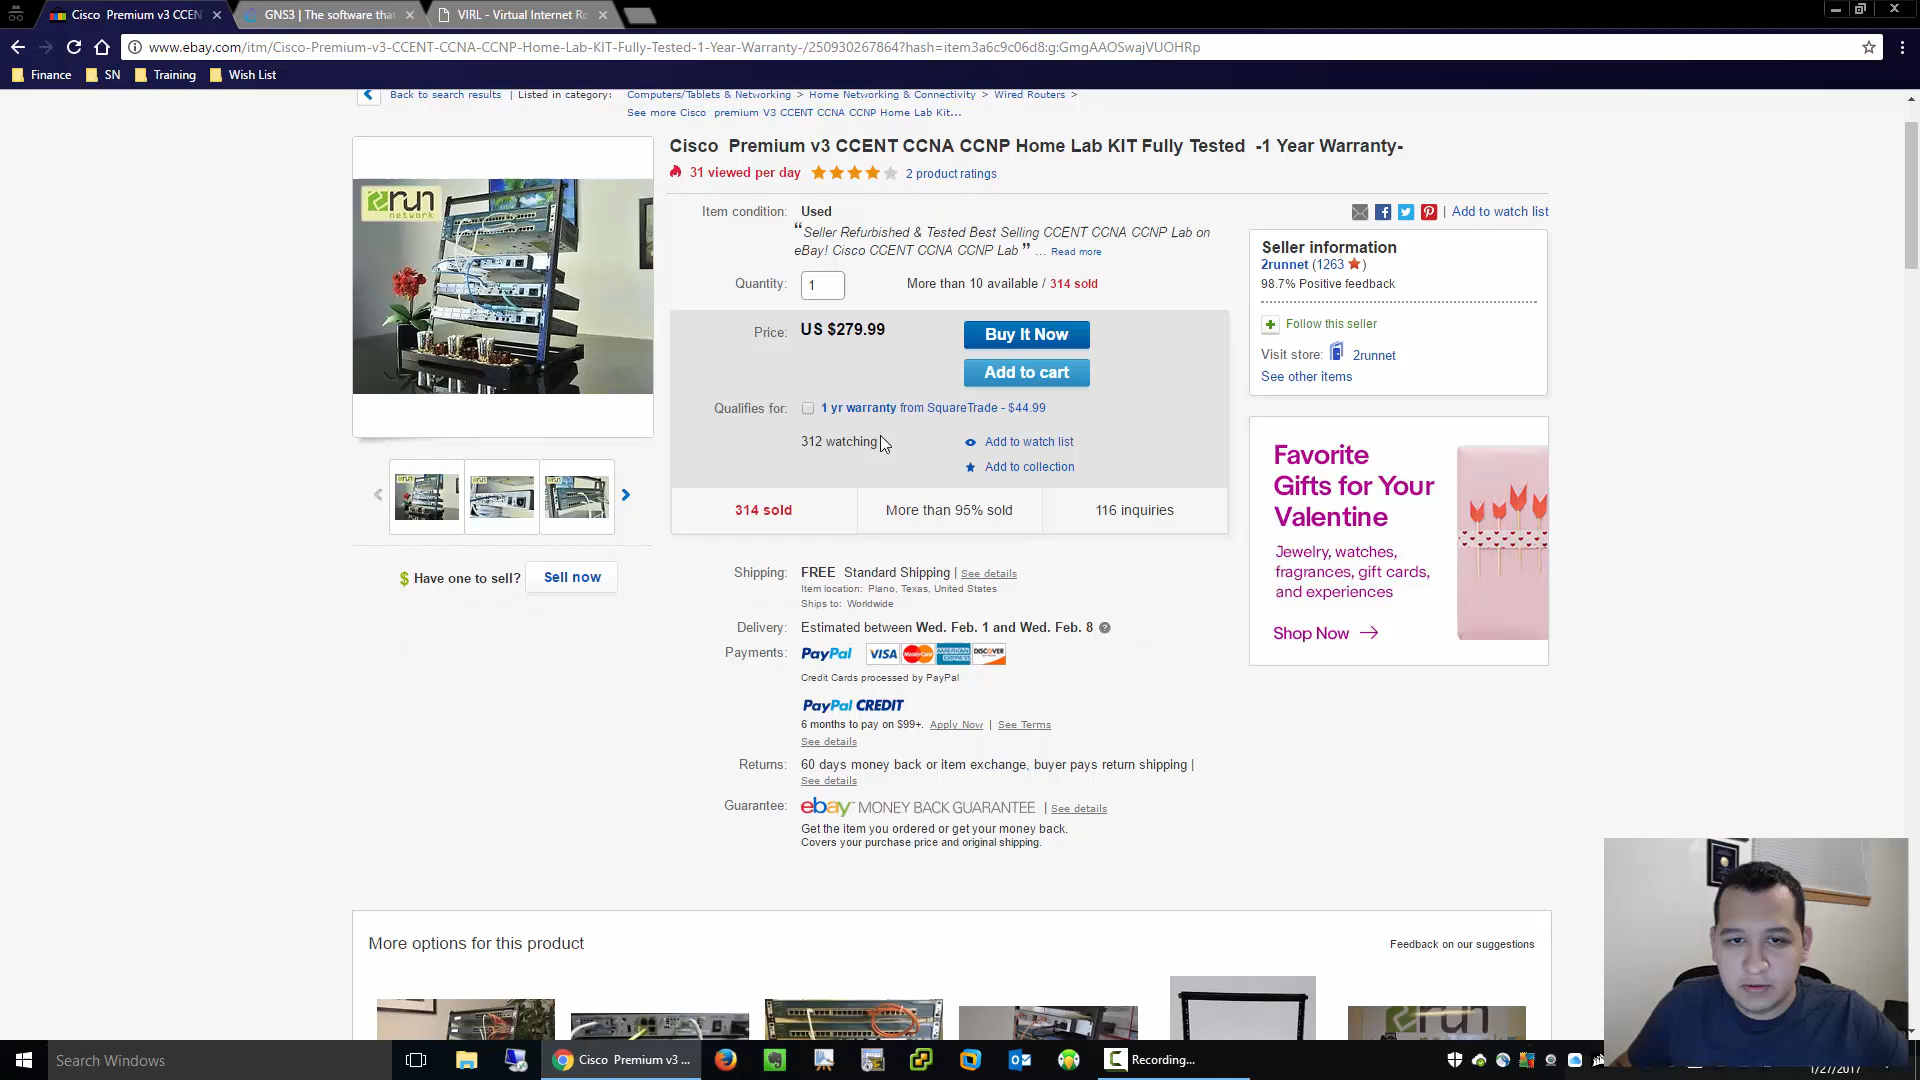 Cisco Premium v3 CCEN
GNS3 | The software tha
VIRL - Virtual Internet Ro
www.ebay.com/itm/Cisco-Premium-v3-CCENT-CCNA-CCNP-Home-Lab-KIT-Fully-Tested-1-Year-Warranty-/250930267864?hash=item3a6c9c06d8:g:GmgAAOSwajVUOHRp
Finance SN Training Wish List
Back to search results | Listed in category: Computers/Tablets & Networking > Home Networking & Connectivity > Wired Routers >
See more Cisco premium V3 CCENT CCNA CCNP Home Lab Kit...
Cisco Premium v3 CCENT CCNA CCNP Home Lab KIT Fully Tested -1 Year Warranty-
31 viewed per day 2 product ratings
run
network
Item condition: Used
“Seller Refurbished & Tested Best Selling CCENT CCNA CCNP Lab on
eBay! Cisco CCENT CCNA CCNP Lab ” ... Read more
Quantity: 1 More than 10 available / 314 sold
Price: US $279.99
Buy It Now
Add to cart
Qualifies for: 1 yr warranty from SquareTrade - $44.99
312 watching Add to watch list
Add to collection
314 sold More than 95% sold 116 inquiries
| Add to watch list
Seller information
2runnet (1263 )
98.7% Positive feedback
Follow this seller
Visit store: 2runnet
See other items
Favorite
Gifts for Your
Valentine
Jewelry, watches,
fragrances, gift cards,
and experiences
Shop Now
$ Have one to sell? Sell now
Shipping: FREE Standard Shipping | See details
Item location: Plano, Texas, United States
Ships to: Worldwide
Delivery: Estimated between Wed. Feb. 1 and Wed. Feb. 8 ?
Payments: PayPal VISA MasterCard AMERICAN EXPRESS DISCOVER
Credit Cards processed by PayPal
PayPal CREDIT
6 months to pay on $99+. Apply Now | See Terms
See details
Returns: 60 days money back or item exchange, buyer pays return shipping |
See details
Guarantee: ebay MONEY BACK GUARANTEE | See details
Get the item you ordered or get your money back.
Covers your purchase price and original shipping.
More options for this product
Feedback on our suggestions
run
Search Windows
Cisco Premium v3 ...
Recording...
1/27/2017